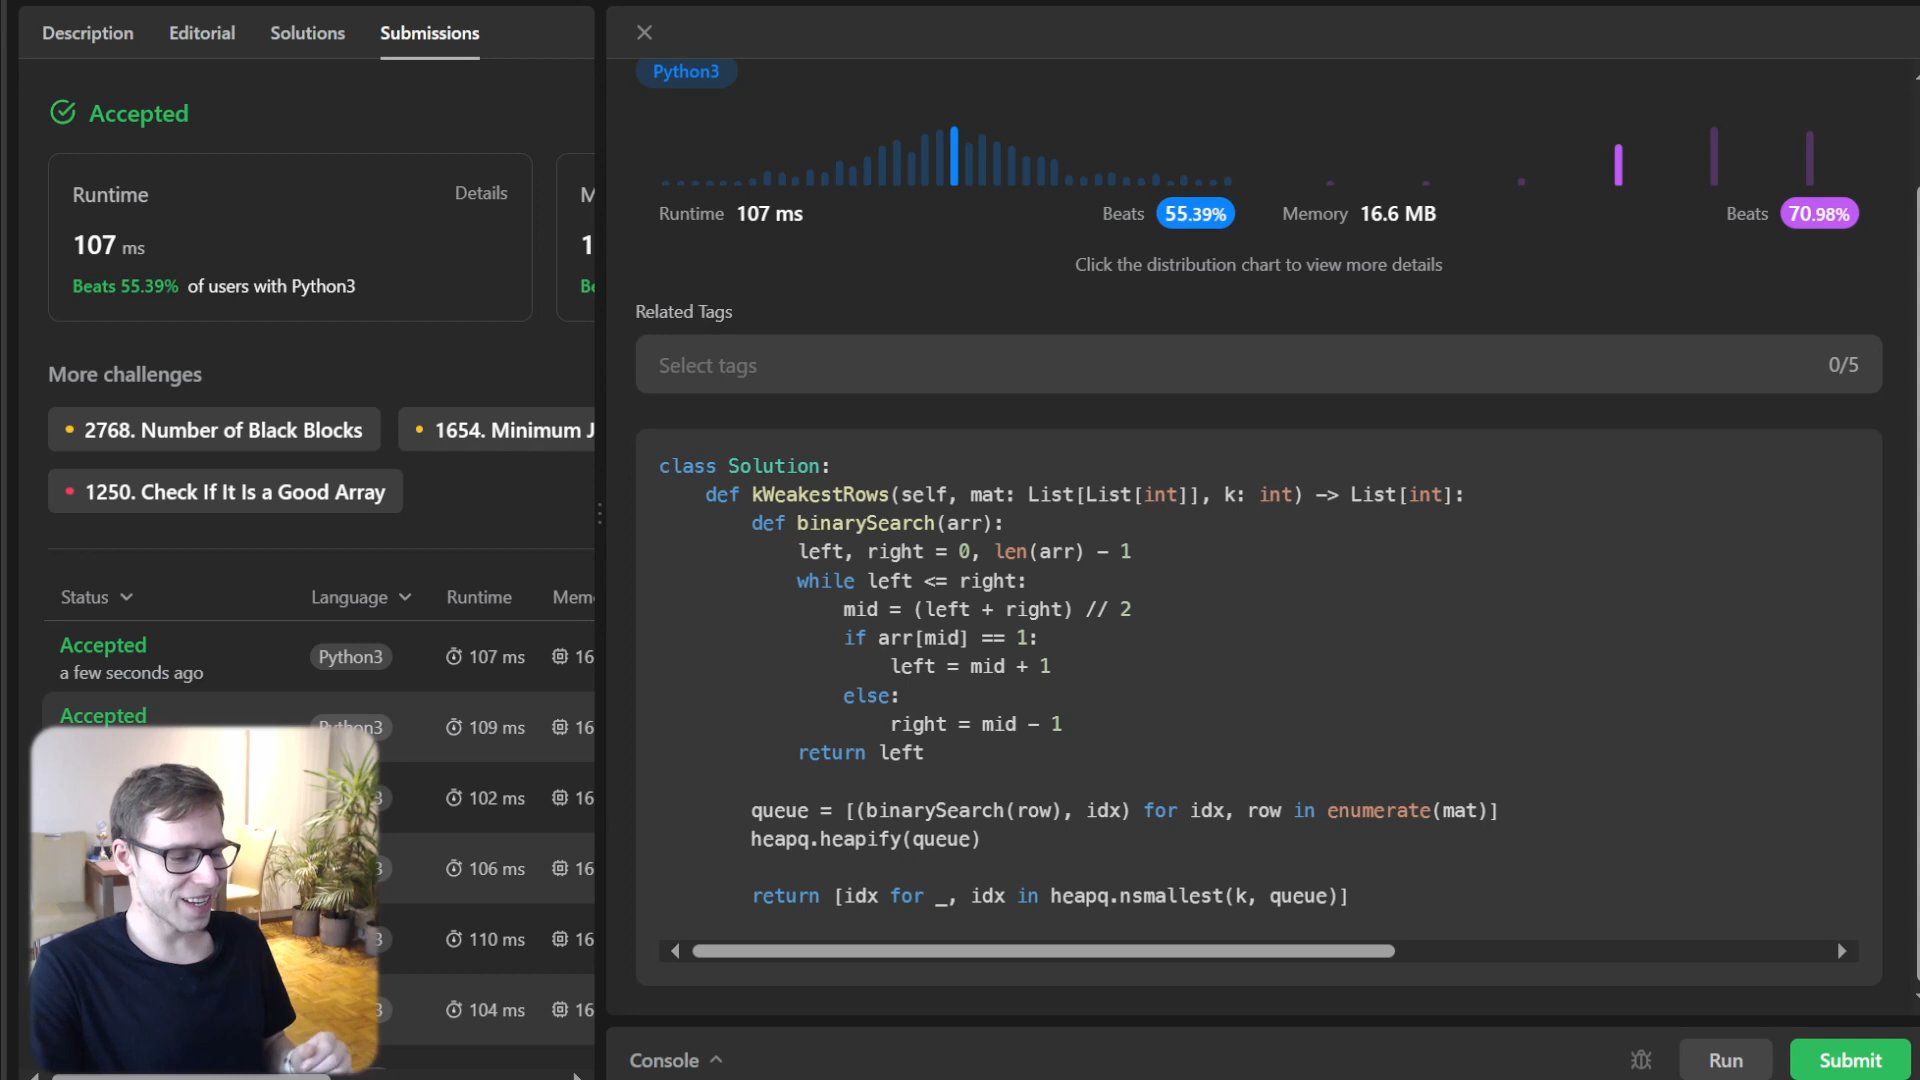 Description Editorial Solutions Submissions
Accepted
Runtime Details
107 ms
Beats 55.39% of users with Python3
More challenges
2768. Number of Black Blocks
1654. Minimum J
1250. Check If It Is a Good Array
Status Language Runtime Mem
Accepted
a few seconds ago
Python3 107 ms 16
Accepted
Python3 109 ms 16
3 102 ms 16
3 106 ms 16
3 110 ms 16
3 104 ms 16
Python3
Runtime 107 ms Beats 55.39% Memory 16.6 MB Beats 70.98%
Click the distribution chart to view more details
Related Tags
Select tags 0/5
class Solution:
    def kWeakestRows(self, mat: List[List[int]], k: int) -> List[int]:
        def binarySearch(arr):
            left, right = 0, len(arr) - 1
            while left <= right:
                mid = (left + right) // 2
                if arr[mid] == 1:
                    left = mid + 1
                else:
                    right = mid - 1
            return left
        queue = [(binarySearch(row), idx) for idx, row in enumerate(mat)]
        heapq.heapify(queue)
        return [idx for _, idx in heapq.nsmallest(k, queue)]
Console Run Submit